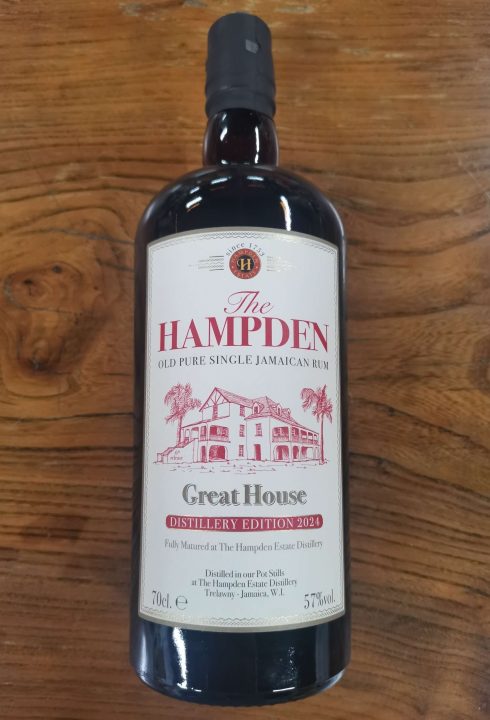 since 1753
HAMPDEN
H
The
HAMPDEN
OLD PURE SINGLE JAMAICAN RUM
Great House
DISTILLERY EDITION 2024
Fully Matured at The Hampden Estate Distillery
Distilled in our Pot Stills
at The Hampden Estate Distillery
Trelawny - Jamaica, W.I.
70cl. ℮ 57%vol.